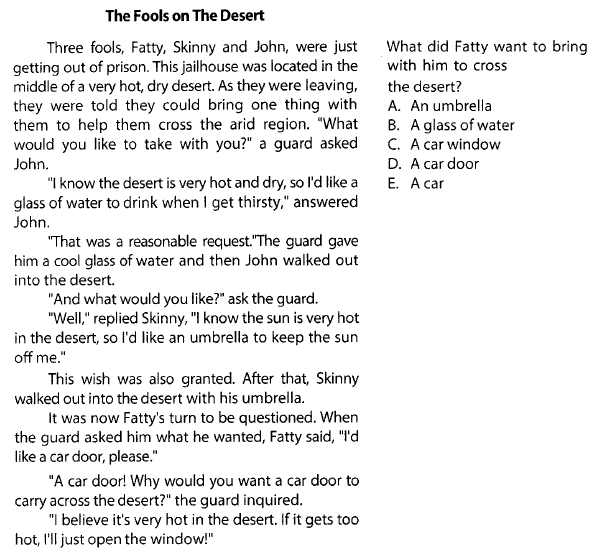 The Fools on The Desert
Three fools, Fatty, Skinny and John, were just
getting out of prison. This jailhouse was located in the
middle of a very hot, dry desert. As they were leaving,
they were told they could bring one thing with
them to help them cross the arid region. "What
would you like to take with you?" a guard asked
John.
"I know the desert is very hot and dry, so I'd like a
glass of water to drink when I get thirsty," answered
John.
"That was a reasonable request."The guard gave
him a cool glass of water and then John walked out
into the desert.
"And what would you like?" ask the guard.
"Well," replied Skinny, "I know the sun is very hot
in the desert, so I'd like an umbrella to keep the sun
off me."
This wish was also granted. After that, Skinny
walked out into the desert with his umbrella.
It was now Fatty's turn to be questioned. When
the guard asked him what he wanted, Fatty said, "I'd
like a car door, please."
"A car door! Why would you want a car door to
carry across the desert?" the guard inquired.
"I believe it's very hot in the desert. If it gets too
hot, I'll just open the window!"
What did Fatty want to bring
with him to cross
the desert?
A. An umbrella
B. A glass of water
C. A car window
D. A car door
E. A car